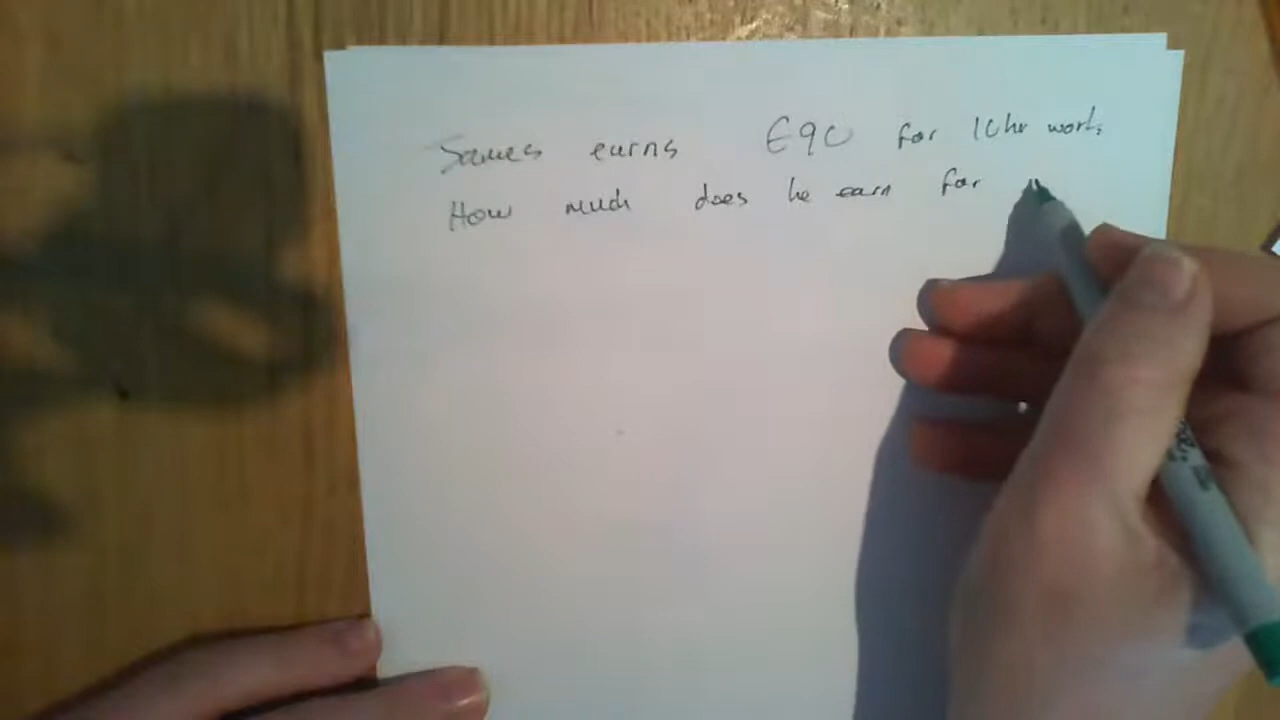 James earns €90 for 10hr work.
How much does he earn for